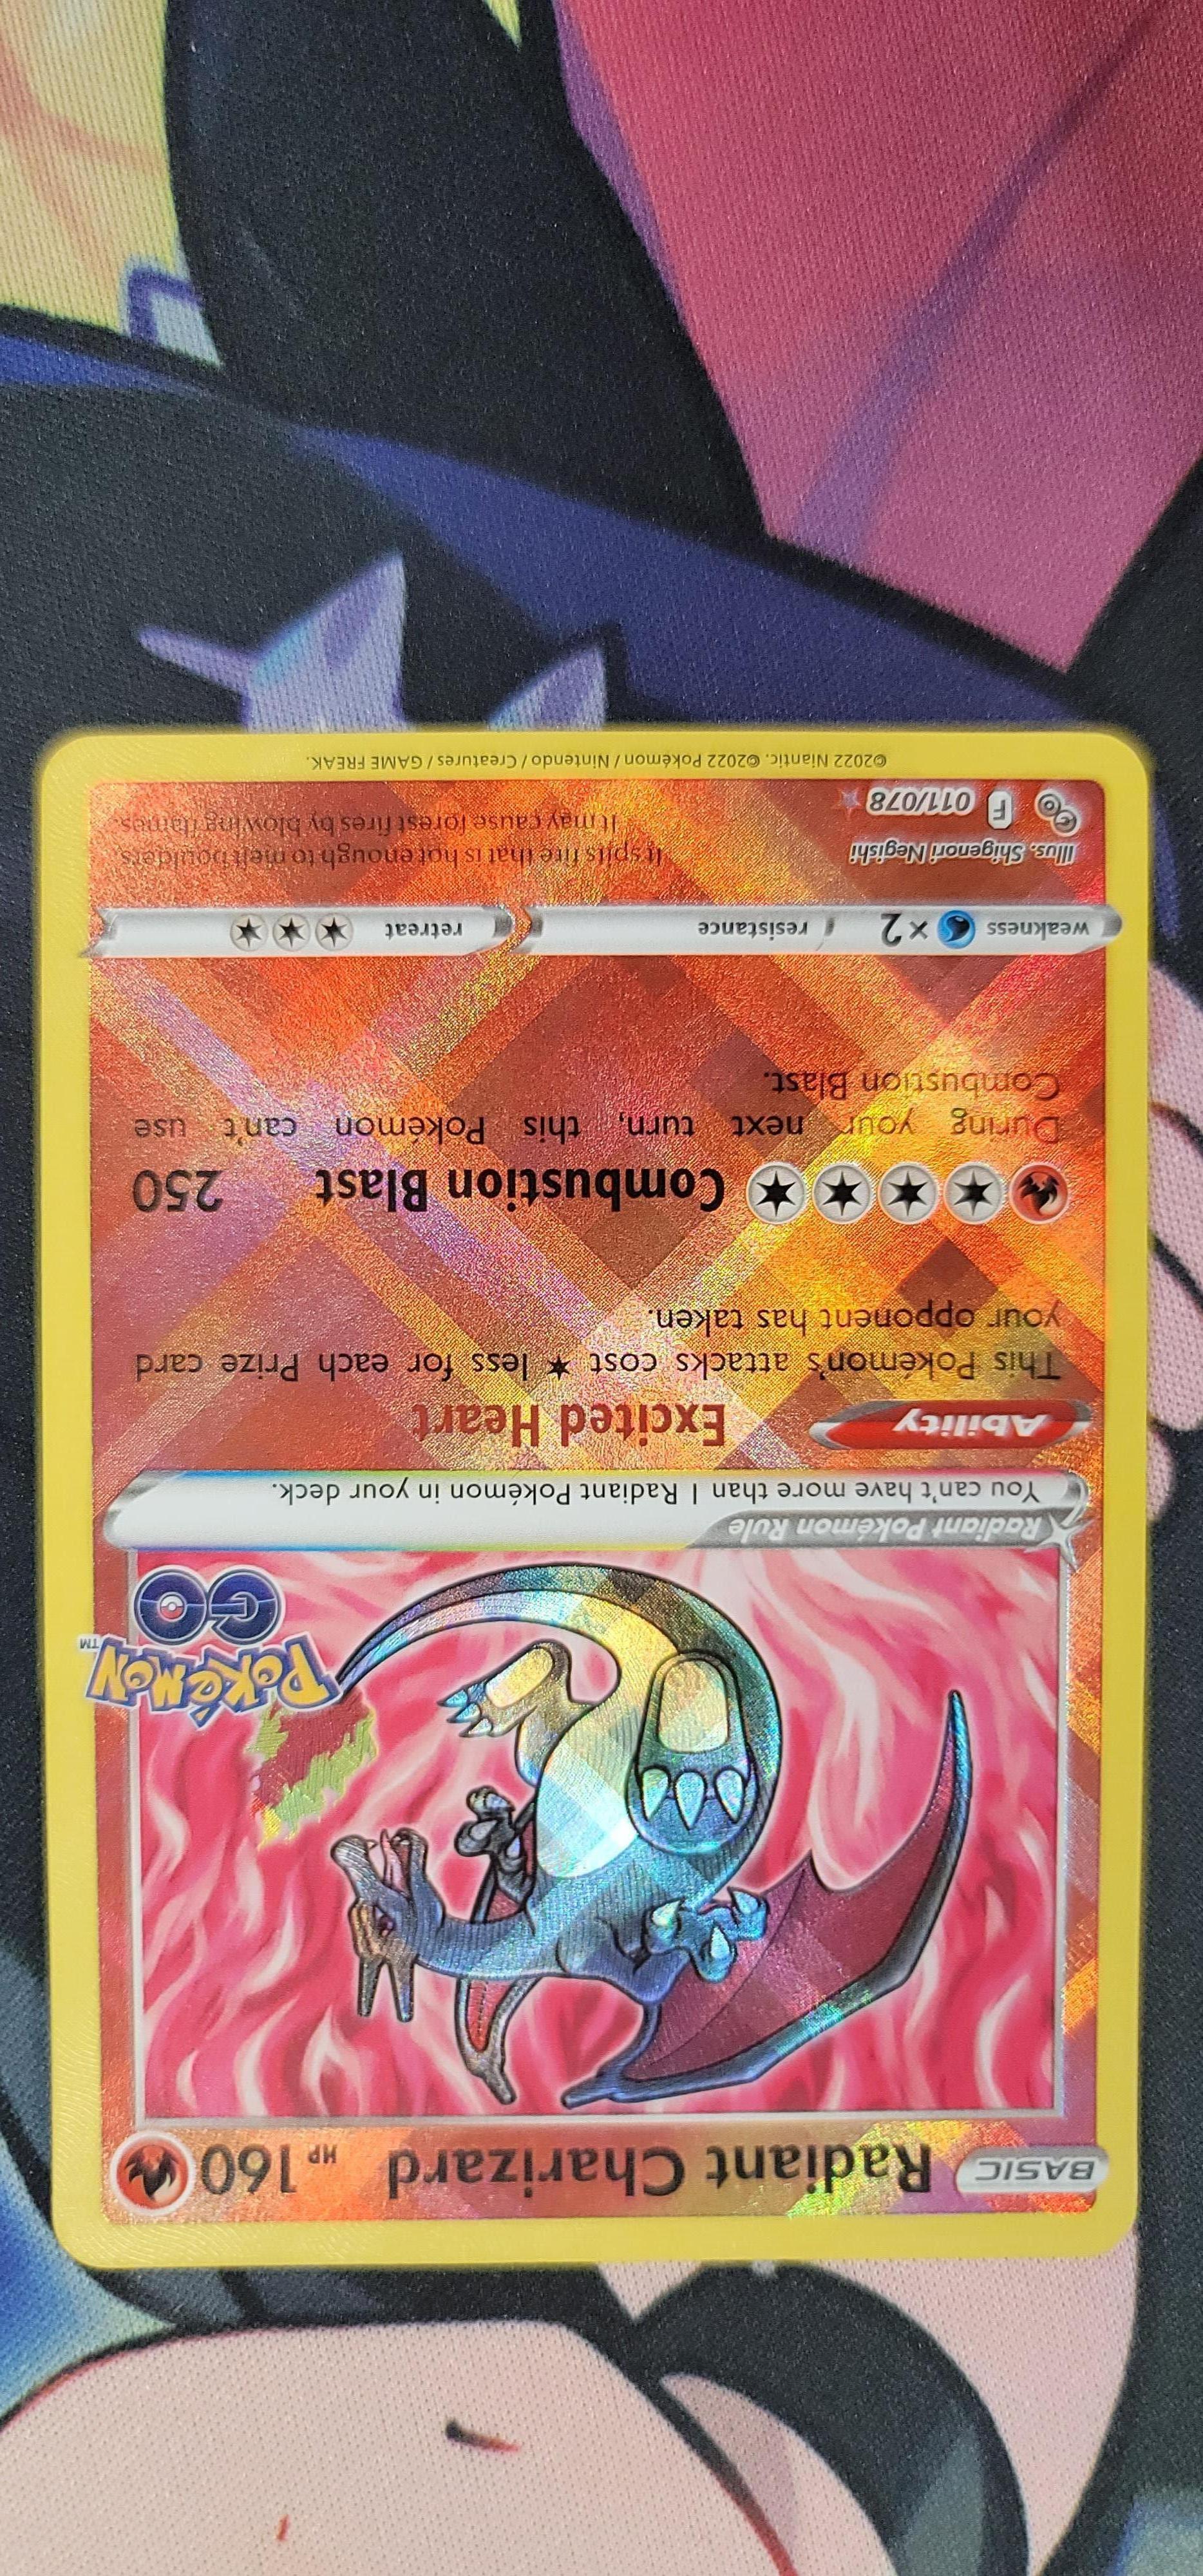 BASIC
Radiant Charizard HP 160
POKÉMON™
GO
Radiant Pokémon Rule
You can't have more than 1 Radiant Pokémon in your deck.
Ability Excited Heart
This Pokémon's attacks cost less for each Prize card
your opponent has taken.
Combustion Blast 250
During your next turn, this Pokémon can't use
Combustion Blast.
weakness ×2 resistance retreat
Illus. Shigenori Negishi
F 011/078
It spits fire that is hot enough to melt boulders.
It may cause forest fires by blowing flames.
©2022 Niantic. ©2022 Pokémon / Nintendo / Creatures / GAME FREAK.